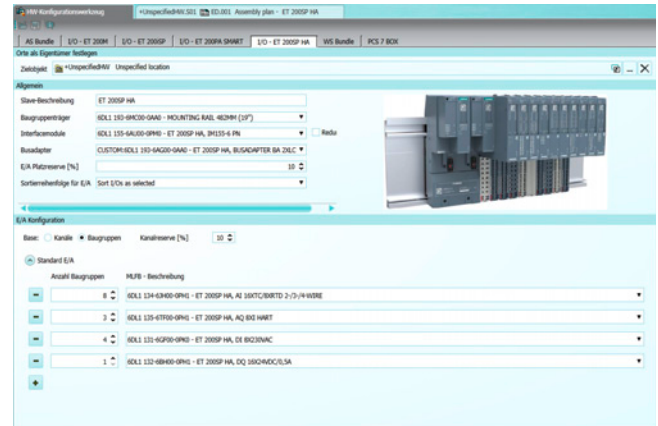 HW-Konfigurationswerkzeug +UnspecifiedHW.S01 ED.001 Assembly plan - ET 200SP HA
AS Bundle I/O - ET 200M I/O - ET 200iSP I/O - ET 200PA SMART I/O - ET 200SP HA WS Bundle PCS 7 BOX
Orte als Eigentümer festlegen
Zielobjekt +UnspecifiedHW Unspecified location
Allgemein
Slave-Beschreibung ET 200SP HA
Baugruppenträger 6DL1 193-6MC00-0AA0 - MOUNTING RAIL 482MM (19")
Interfacemodule 6DL1 155-6AU00-0PM0 - ET 200SP HA, IM155-6 PN Redu
Busadapter CUSTOM:6DL1 193-6AG00-0AA0 - ET 200SP HA, BUSADAPTER BA 2XLC
E/A Platzreserve [%] 10
Sortierreihenfolge für E/A Sort I/Os as selected
E/A Konfiguration
Base: Kanäle Baugruppen Kanalreserve [%] 10
Standard E/A
Anzahl Baugruppen MLFB - Beschreibung
8 6DL1 134-6JH00-0PH1 - ET 200SP HA, AI 16XTC/8XRTD 2-/3-/4-WIRE
3 6DL1 135-6TF00-0PH1 - ET 200SP HA, AQ 8XI HART
4 6DL1 131-6GF00-0PK0 - ET 200SP HA, DI 8X230VAC
1 6DL1 132-6BH00-0PH1 - ET 200SP HA, DQ 16X24VDC/0,5A